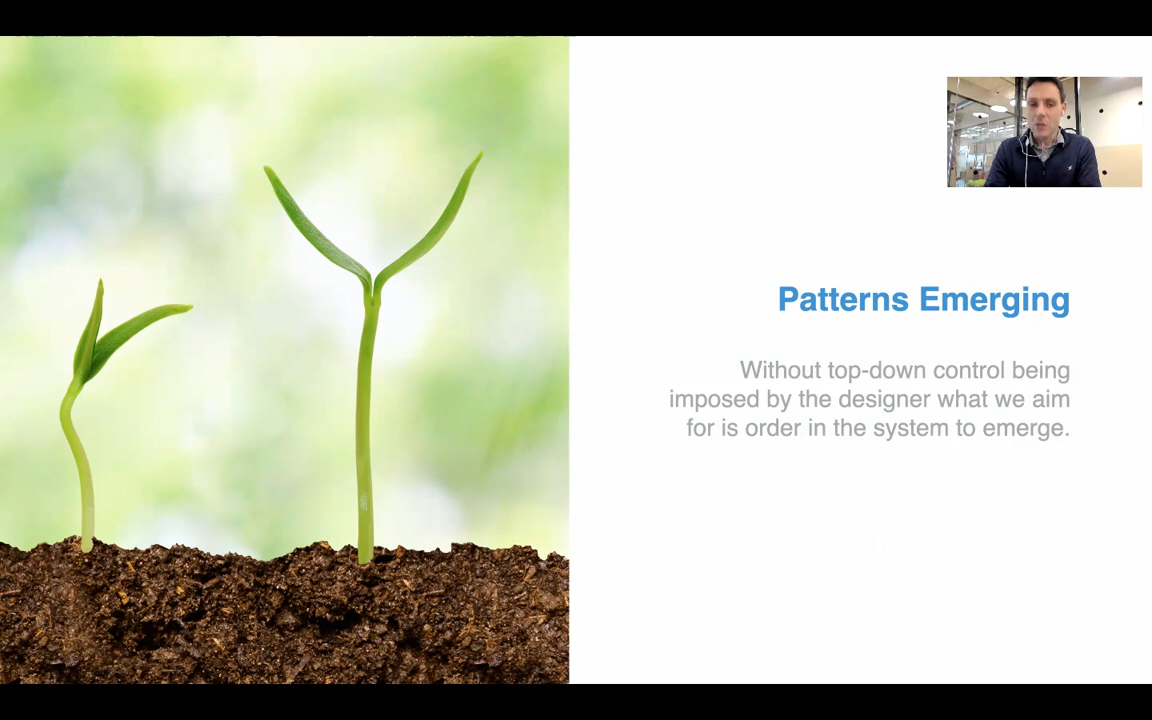 Patterns Emerging
Without top-down control being
imposed by the designer what we aim
for is order in the system to emerge.